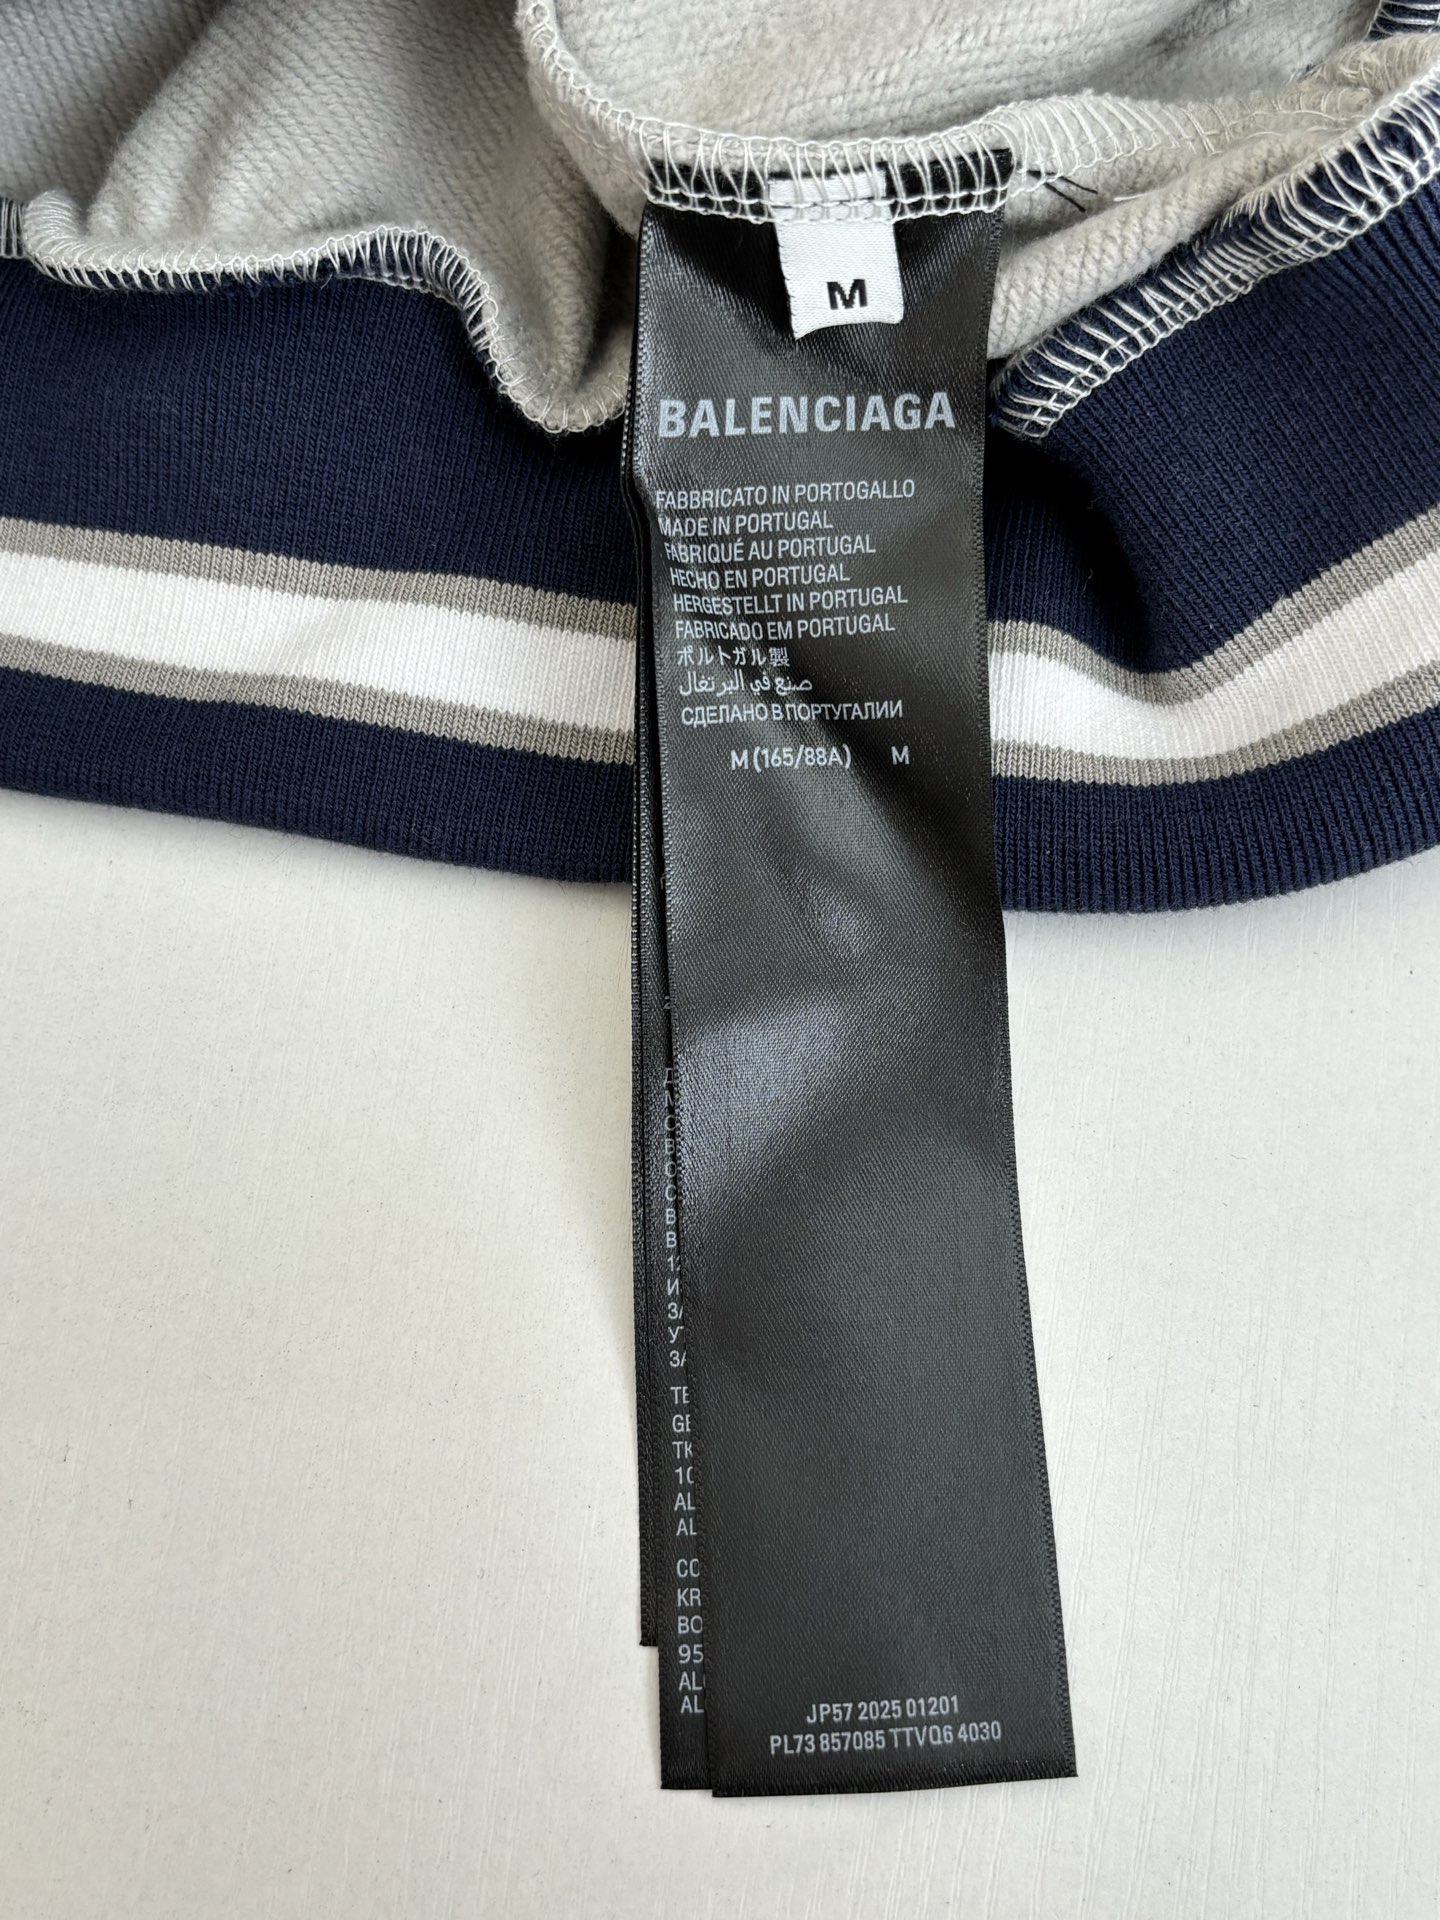 M
BALENCIAGA
FABBRICATO IN PORTOGALLO
MADE IN PORTUGAL
FABRIQUÉ AU PORTUGAL
HECHO EN PORTUGAL
HERGESTELLT IN PORTUGAL
FABRICADO EM PORTUGAL
ポルトガル製
صنع في البرتغال
СДЕЛАНО В ПОРТУГАЛИИ
M (165/88A) M
JP57 2025 01201
PL73 857085 TTVQ6 4030